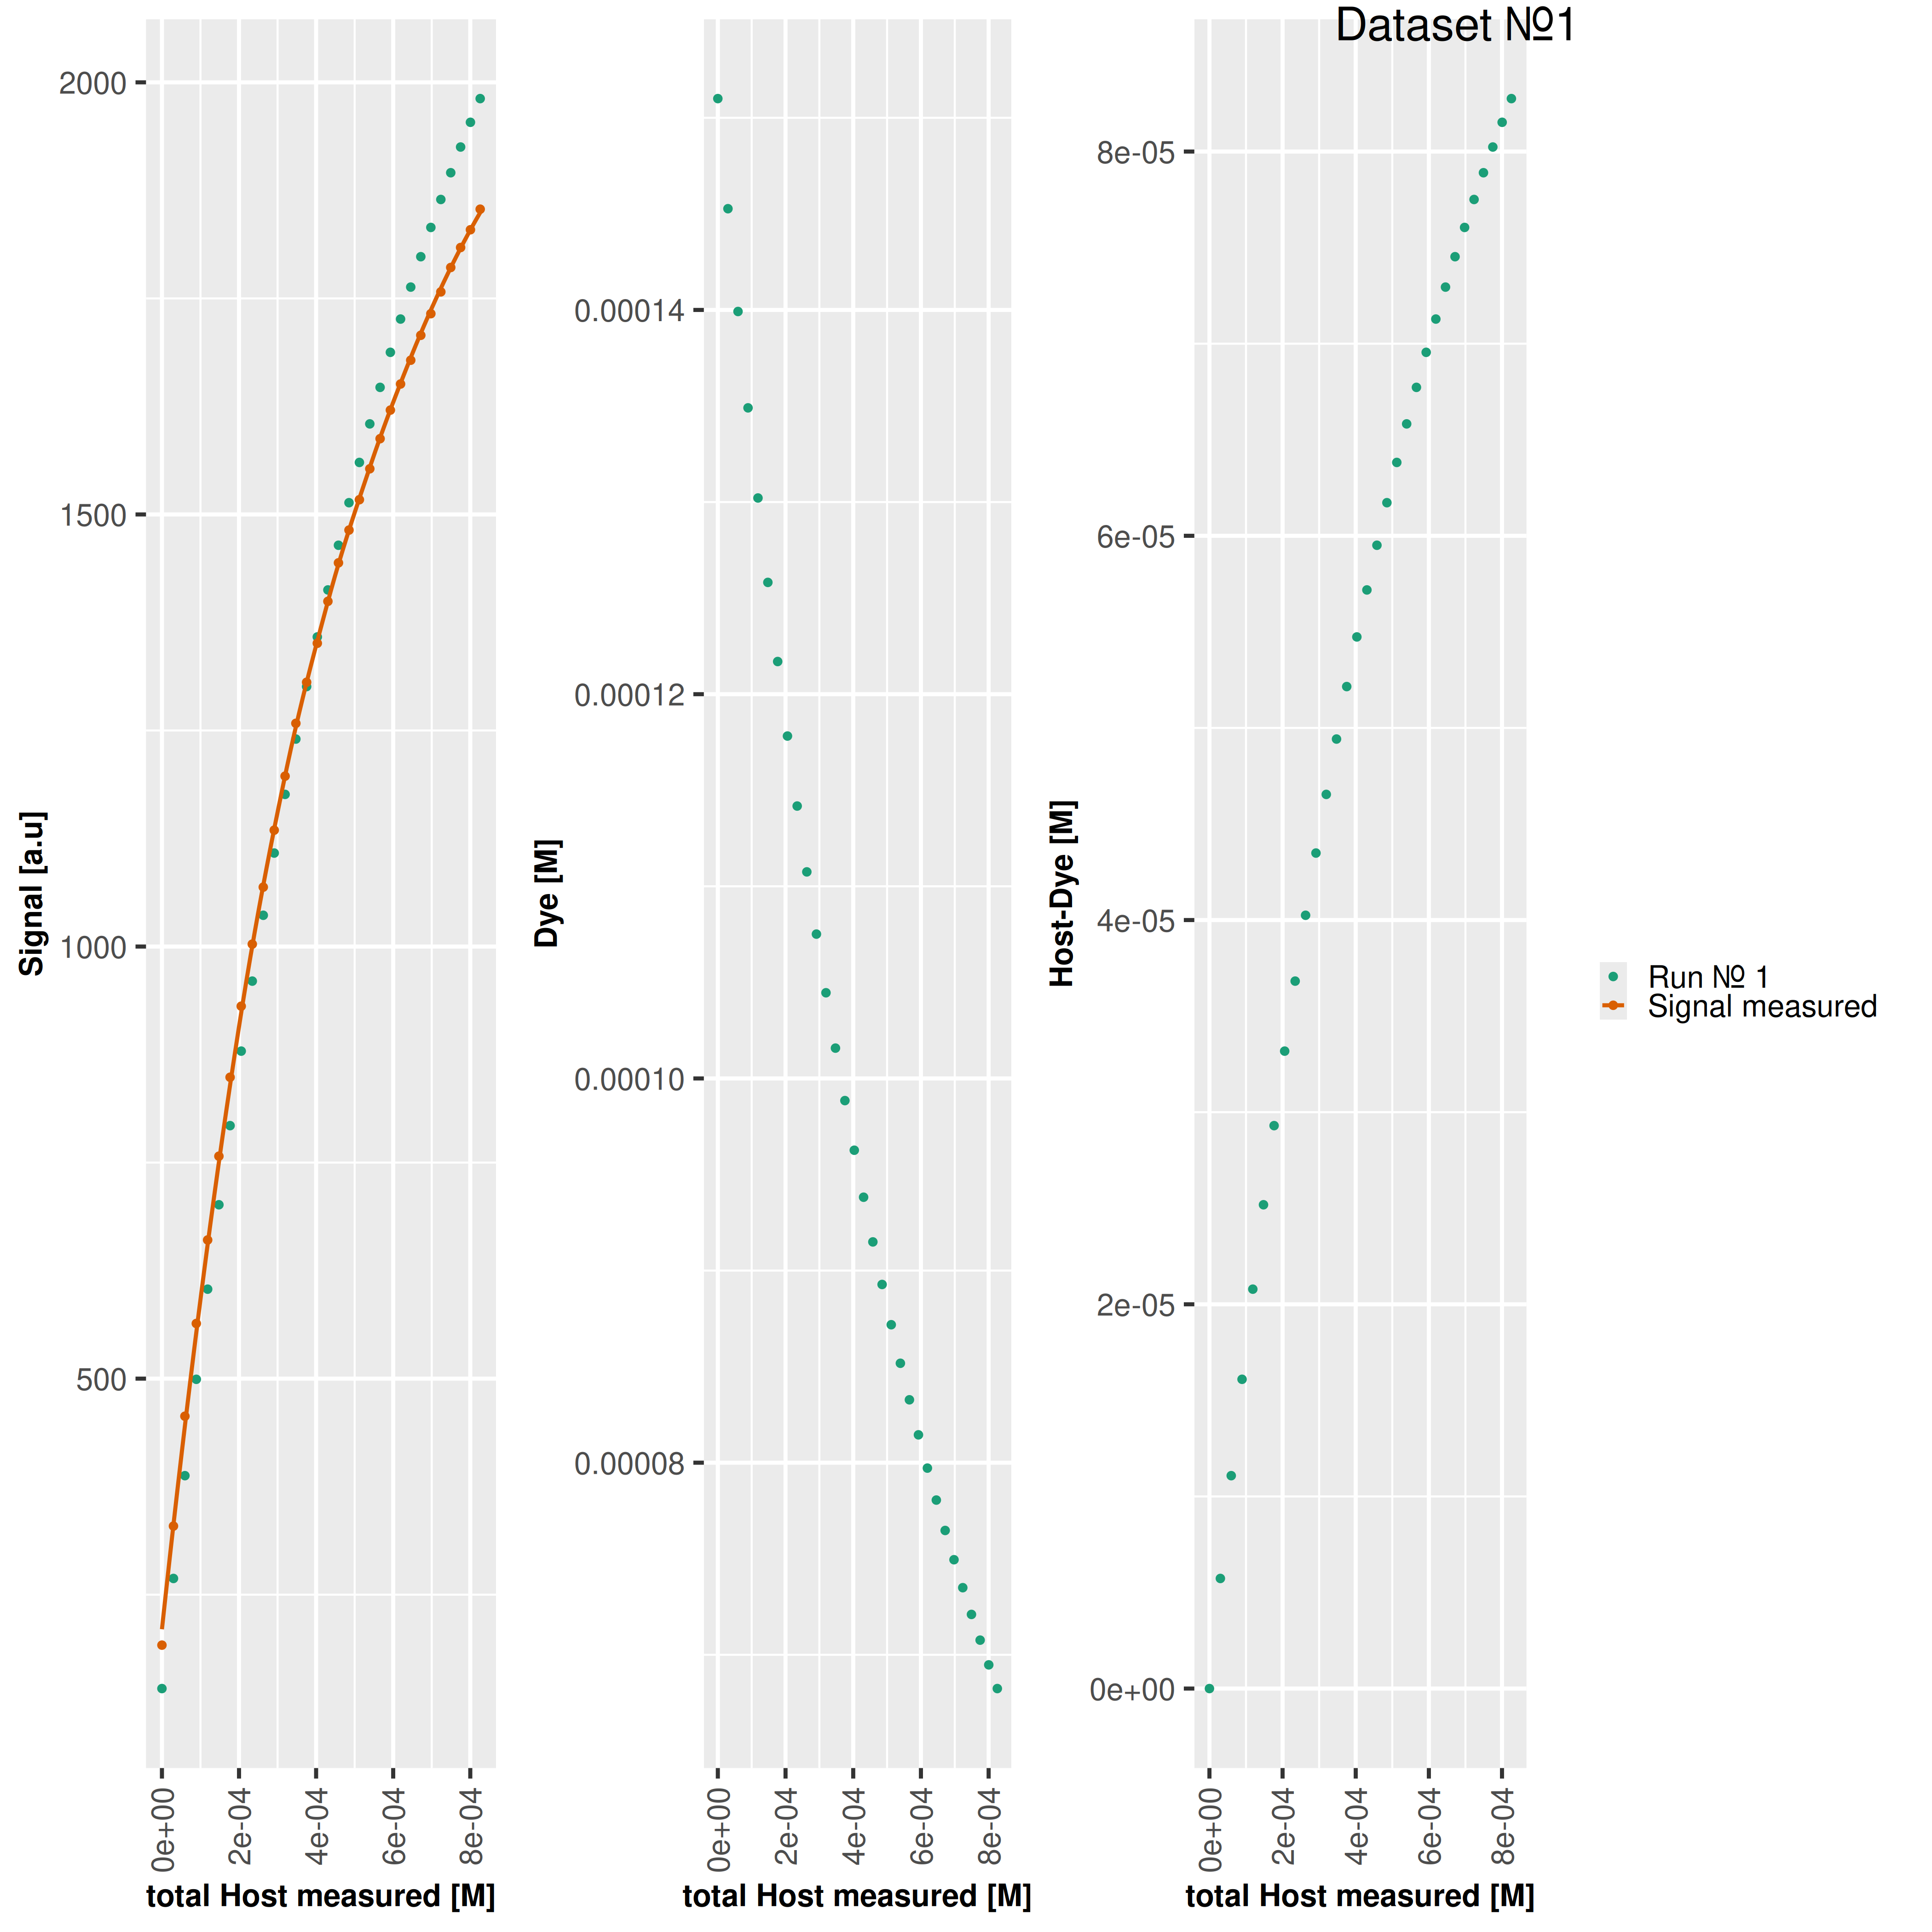 Dataset №1
Signal [a.u]
2000
1500
1000
500
0e+00
2e-04
4e-04
6e-04
8e-04
total Host measured [M]
Dye [M]
0.00014
0.00012
0.00010
0.00008
0e+00
2e-04
4e-04
6e-04
8e-04
total Host measured [M]
Host-Dye [M]
8e-05
6e-05
4e-05
2e-05
0e+00
0e+00
2e-04
4e-04
6e-04
8e-04
total Host measured [M]
Run № 1
Signal measured